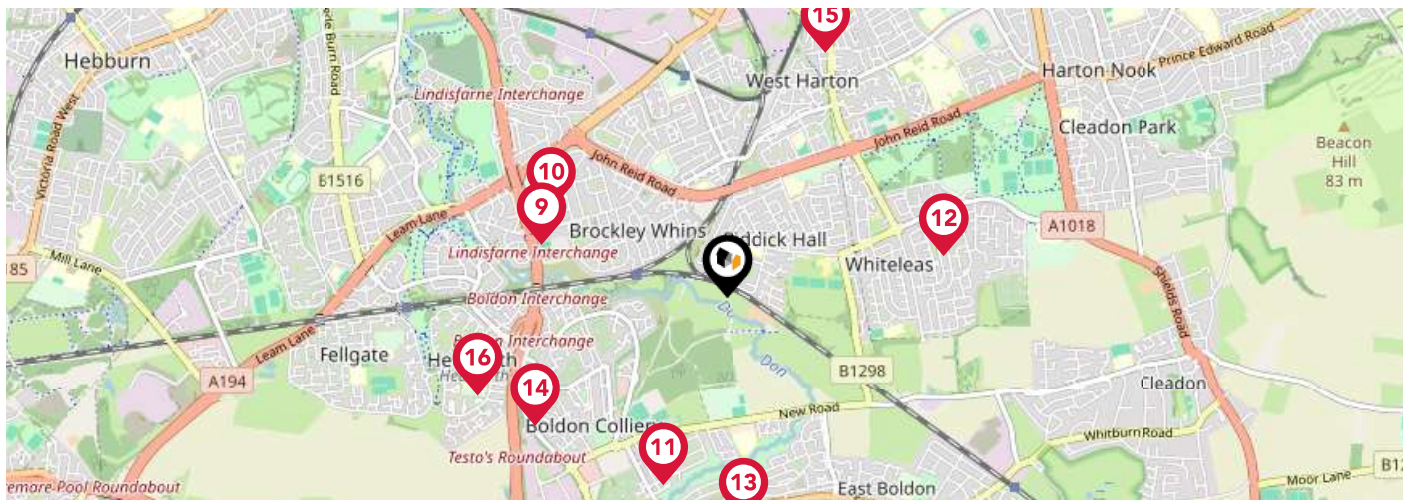 15
Hebburn
West Harton
Harton Nook
Prince Edward Road
Lindisfarne Interchange
Victoria Road West
John Reid Road
Cleadon Park
Beacon
Hill
83 m
10
John Reid Road
B1516
9
12
Leam Lane
Brockley Whins
A1018
Lindisfarne Interchange
Whiteleas
Mill Lane
85
Boldon Interchange
Shields Road
Leam Lane
Fellgate
Interchange
16
Don
A194
14
B1298
Cleadon
New Road
Boldon Colliery
11
Whitburn Road
Testo's Roundabout
13
East Boldon
Moor Lane